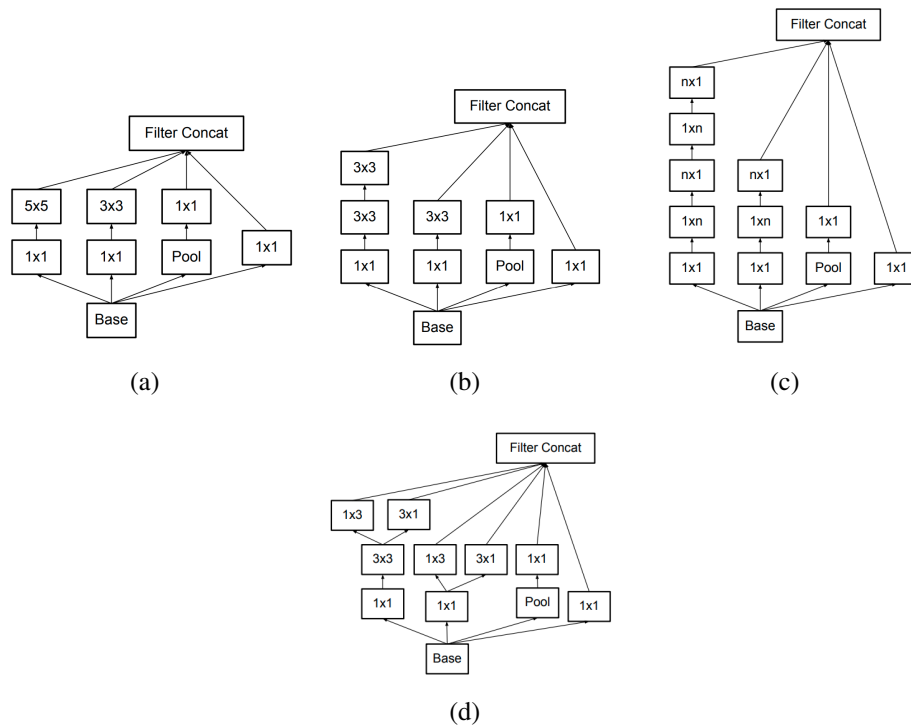 Filter Concat
5x5 3x3 1x1
1x1 1x1 Pool 1x1
Base
(a)
Filter Concat
3x3
3x3 3x3 1x1
1x1 1x1 Pool 1x1
Base
(b)
Filter Concat
nx1
1xn
nx1 nx1
1xn 1xn 1x1
1x1 1x1 Pool 1x1
Base
(c)
Filter Concat
1x3 3x1
3x3 1x3 3x1 1x1
1x1 1x1 Pool 1x1
Base
(d)